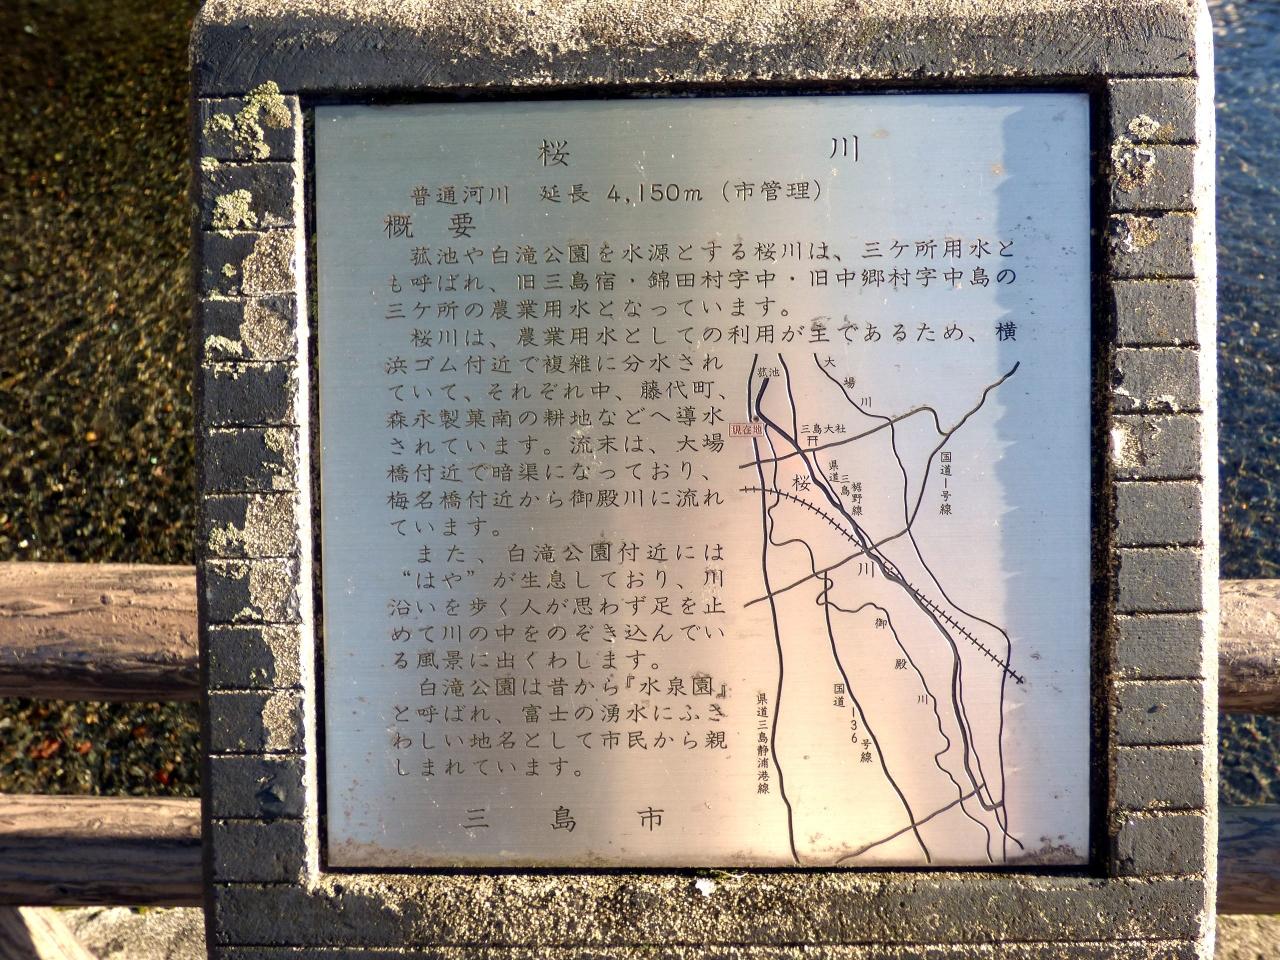 桜川
普通河川 延長 4,150m (市管理)
概要
菰池や白滝公園を水源とする桜川は、三ケ所用水と
も呼ばれ、旧三島宿・錦田村字中・旧中郷村字中島の
三ケ所の農業用水となっています。
桜川は、農業用水としての利用が主であるため、横
浜ゴム付近で複雑に分水され
ていて、それぞれ中、藤代町、
森永製菓南の耕地などへ導水
されています。流末は、大場
橋付近で暗渠になっており、
梅名橋付近から御殿川に流れ
ています。
また、白滝公園付近には
“はや”が生息しており、川
沿いを歩く人が思わず足を止
めて川の中をのぞき込んでい
る風景に出くわします。
白滝公園は昔から『水泉園』
と呼ばれ、富士の湧水にふさ
わしい地名として市民から親
しまれています。
三島市
菰池
大場川
現在地
三島大社
国道1号線
県道三島裾野線
桜川
御殿川
国道136号線
県道三島静浦港線